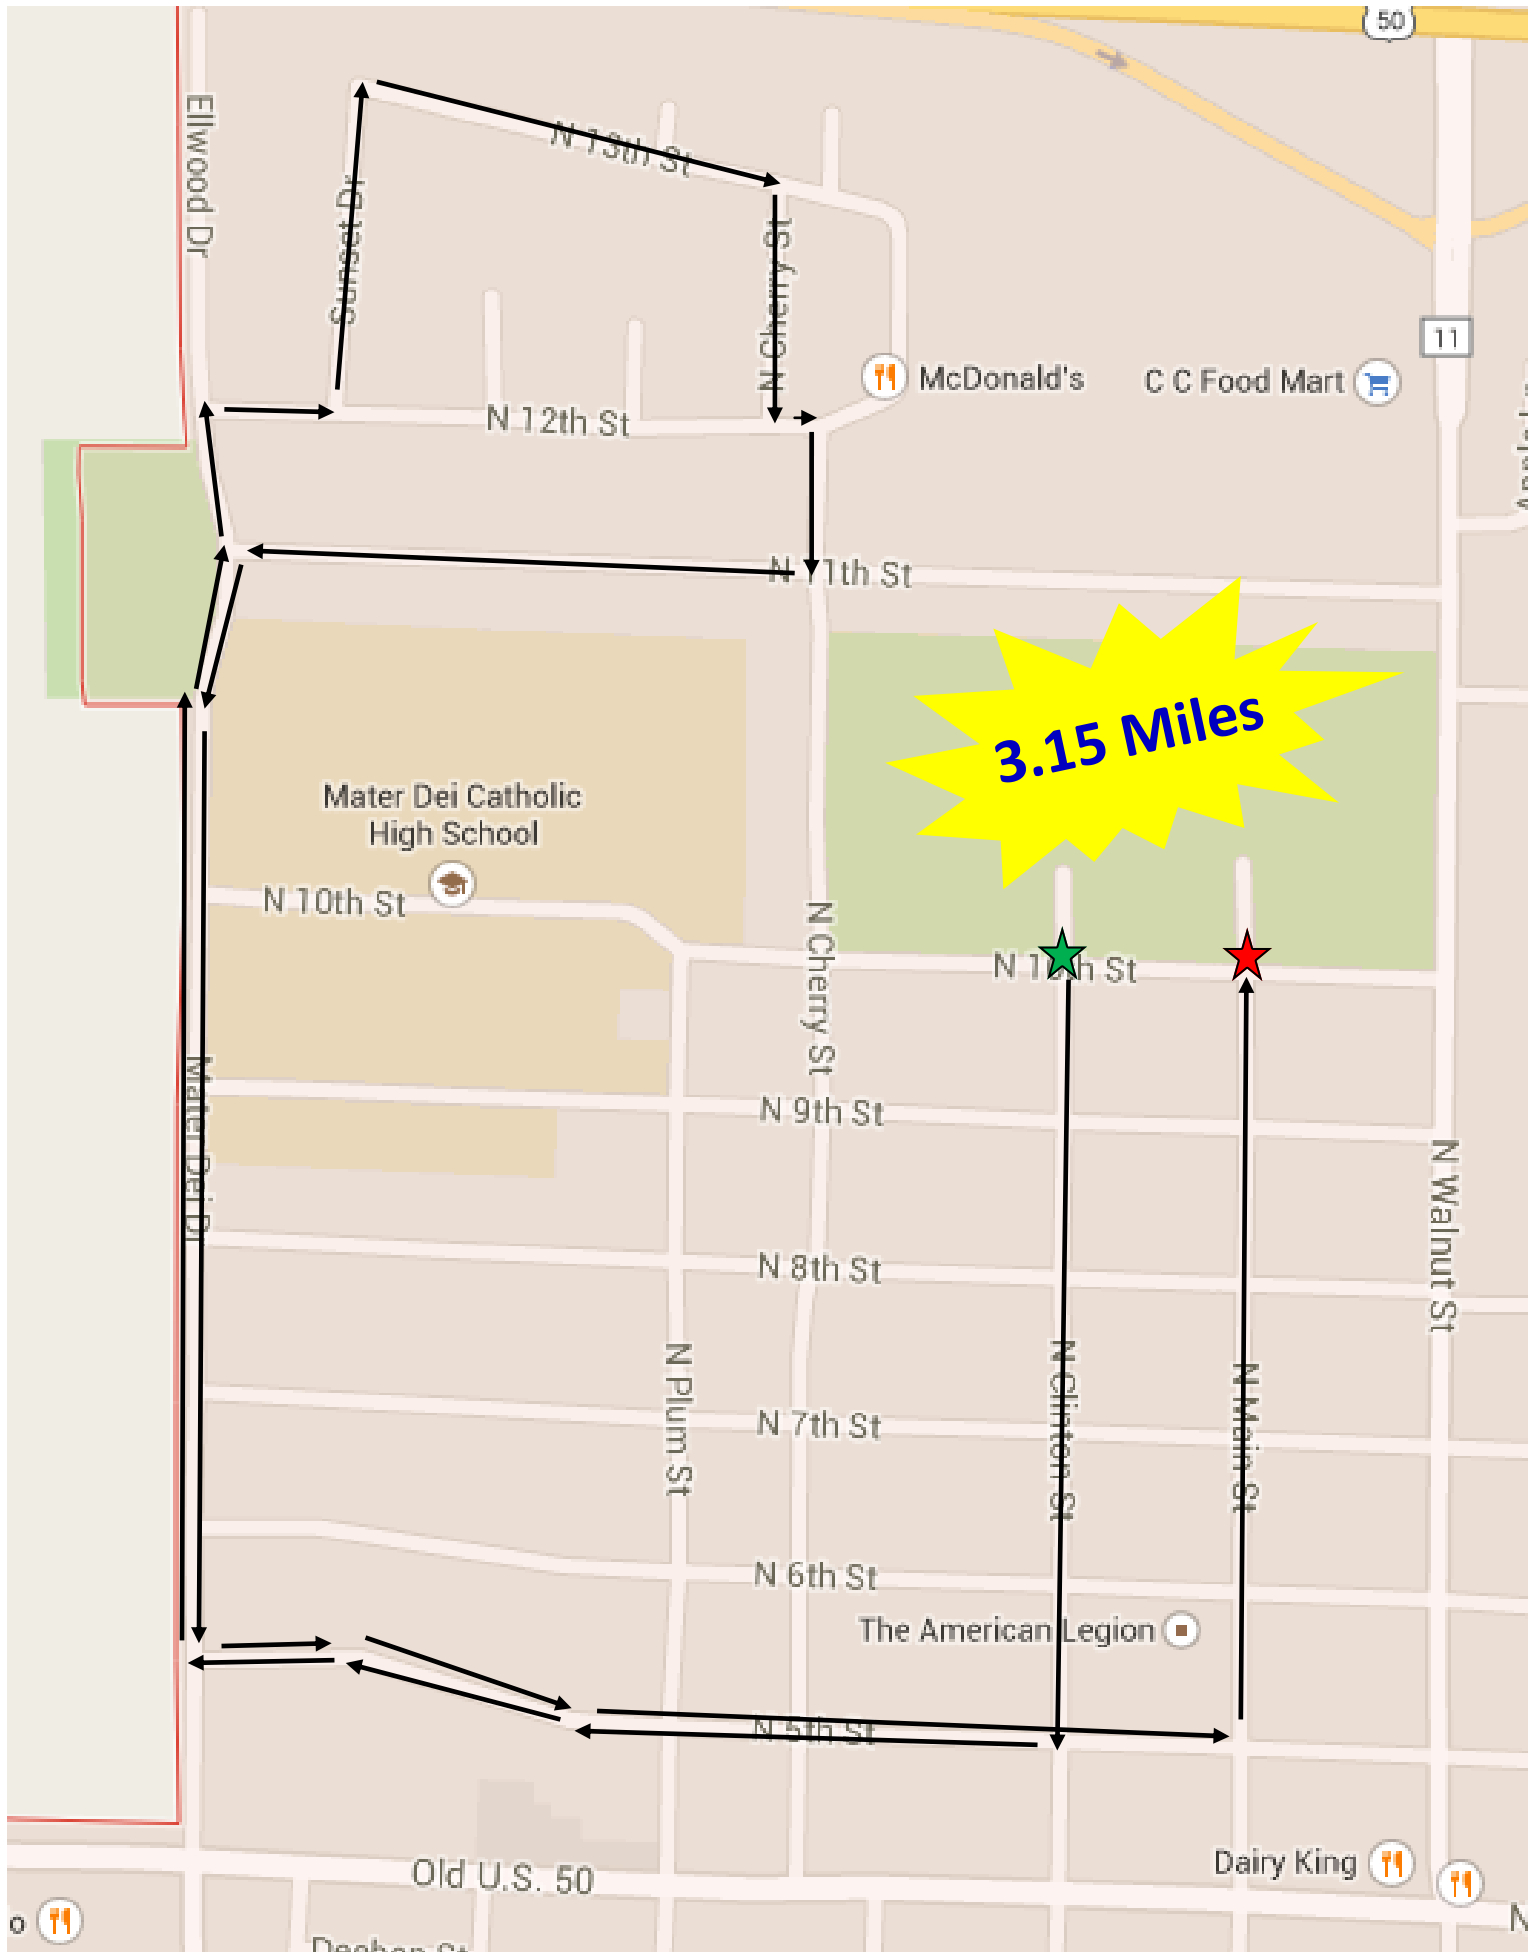 50
Ellwood Dr
N 13th St
Sunset Dr
N Cherry St
11
McDonald's
C C Food Mart
N 12th St
N 11th St
3.15 Miles
Mater Dei Catholic
High School
N 10th St
N Cherry St
N 10th St
Mater Dei Dr
N 9th St
N Walnut St
N 8th St
N Plum St
N Clinton St
N Main St
N 7th St
N 6th St
The American Legion
N 5th St
Old U.S. 50
Dairy King
o
N